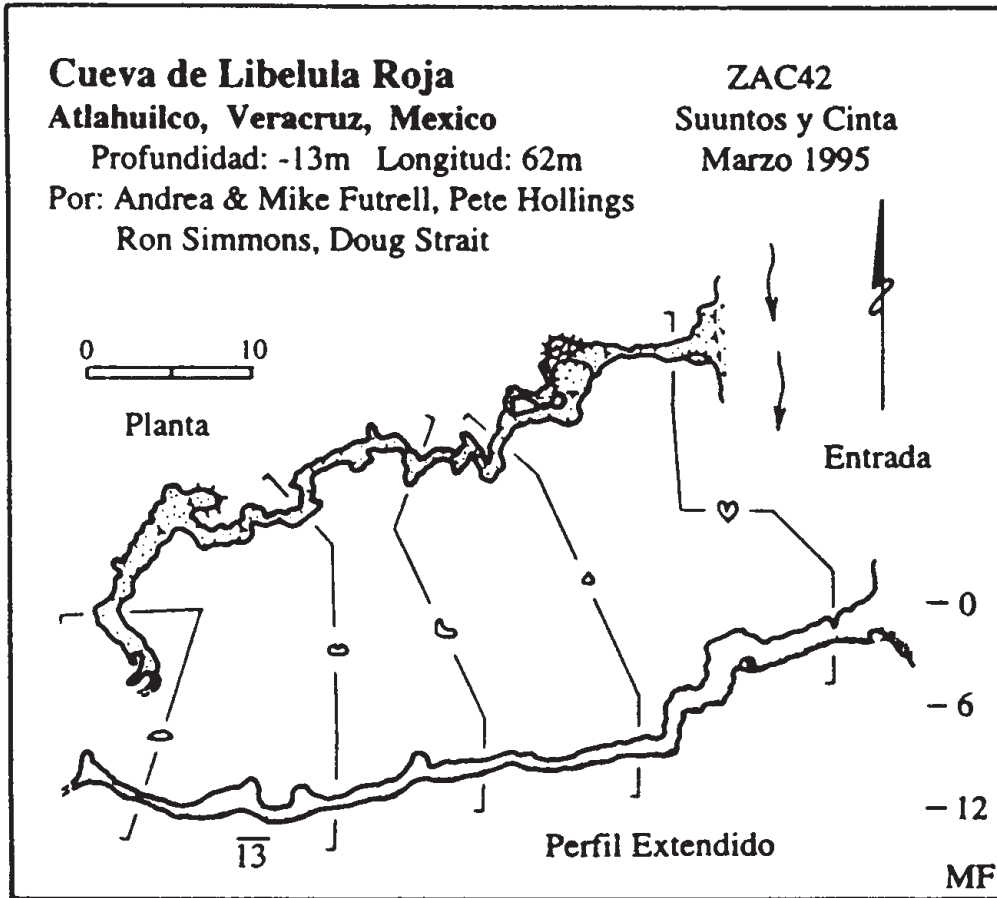 Cueva de Libelula Roja
Atlahuilco, Veracruz, Mexico
Profundidad: -13m Longitud: 62m
Por: Andrea & Mike Futrell, Pete Hollings
Ron Simmons, Doug Strait
ZAC42
Suuntos y Cinta
Marzo 1995
0 10
Planta
Entrada
0
6
12
13
Perfil Extendido
MF